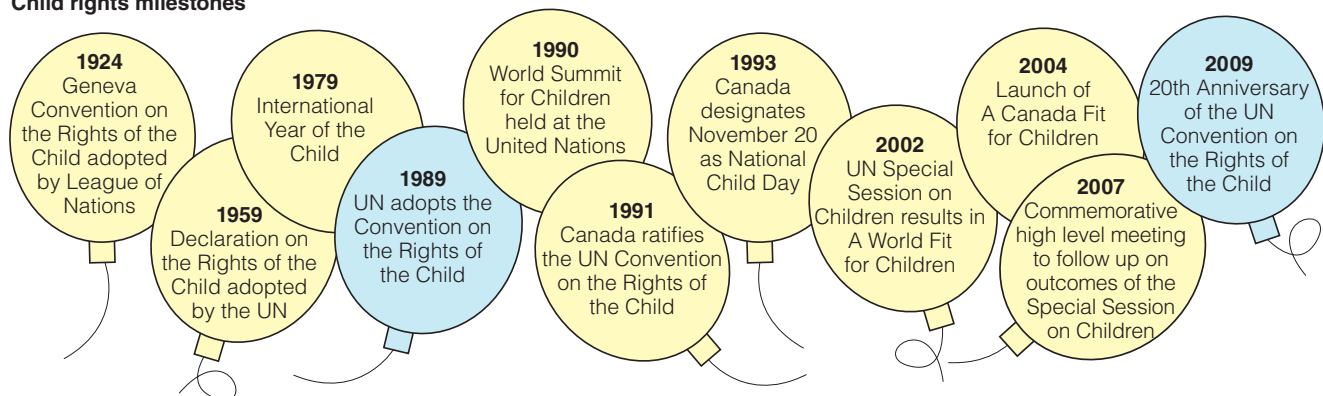 Child rights milestones
1924
Geneva
Convention on
the Rights of the
Child adopted
by League of
Nations
1959
Declaration on
the Rights of the
Child adopted
by the UN
1979
International
Year of the
Child
1989
UN adopts the
Convention on
the Rights of
the Child
1990
World Summit
for Children
held at the
United Nations
1991
Canada ratifies
the UN Convention
on the Rights of
the Child
1993
Canada
designates
November 20
as National
Child Day
2002
UN Special
Session on
Children results in
A World Fit
for Children
2004
Launch of
A Canada Fit
for Children
2007
Commemorative
high level meeting
to follow up on
outcomes of the
Special Session
on Children
2009
20th Anniversary
of the UN
Convention on
the Rights of
the Child